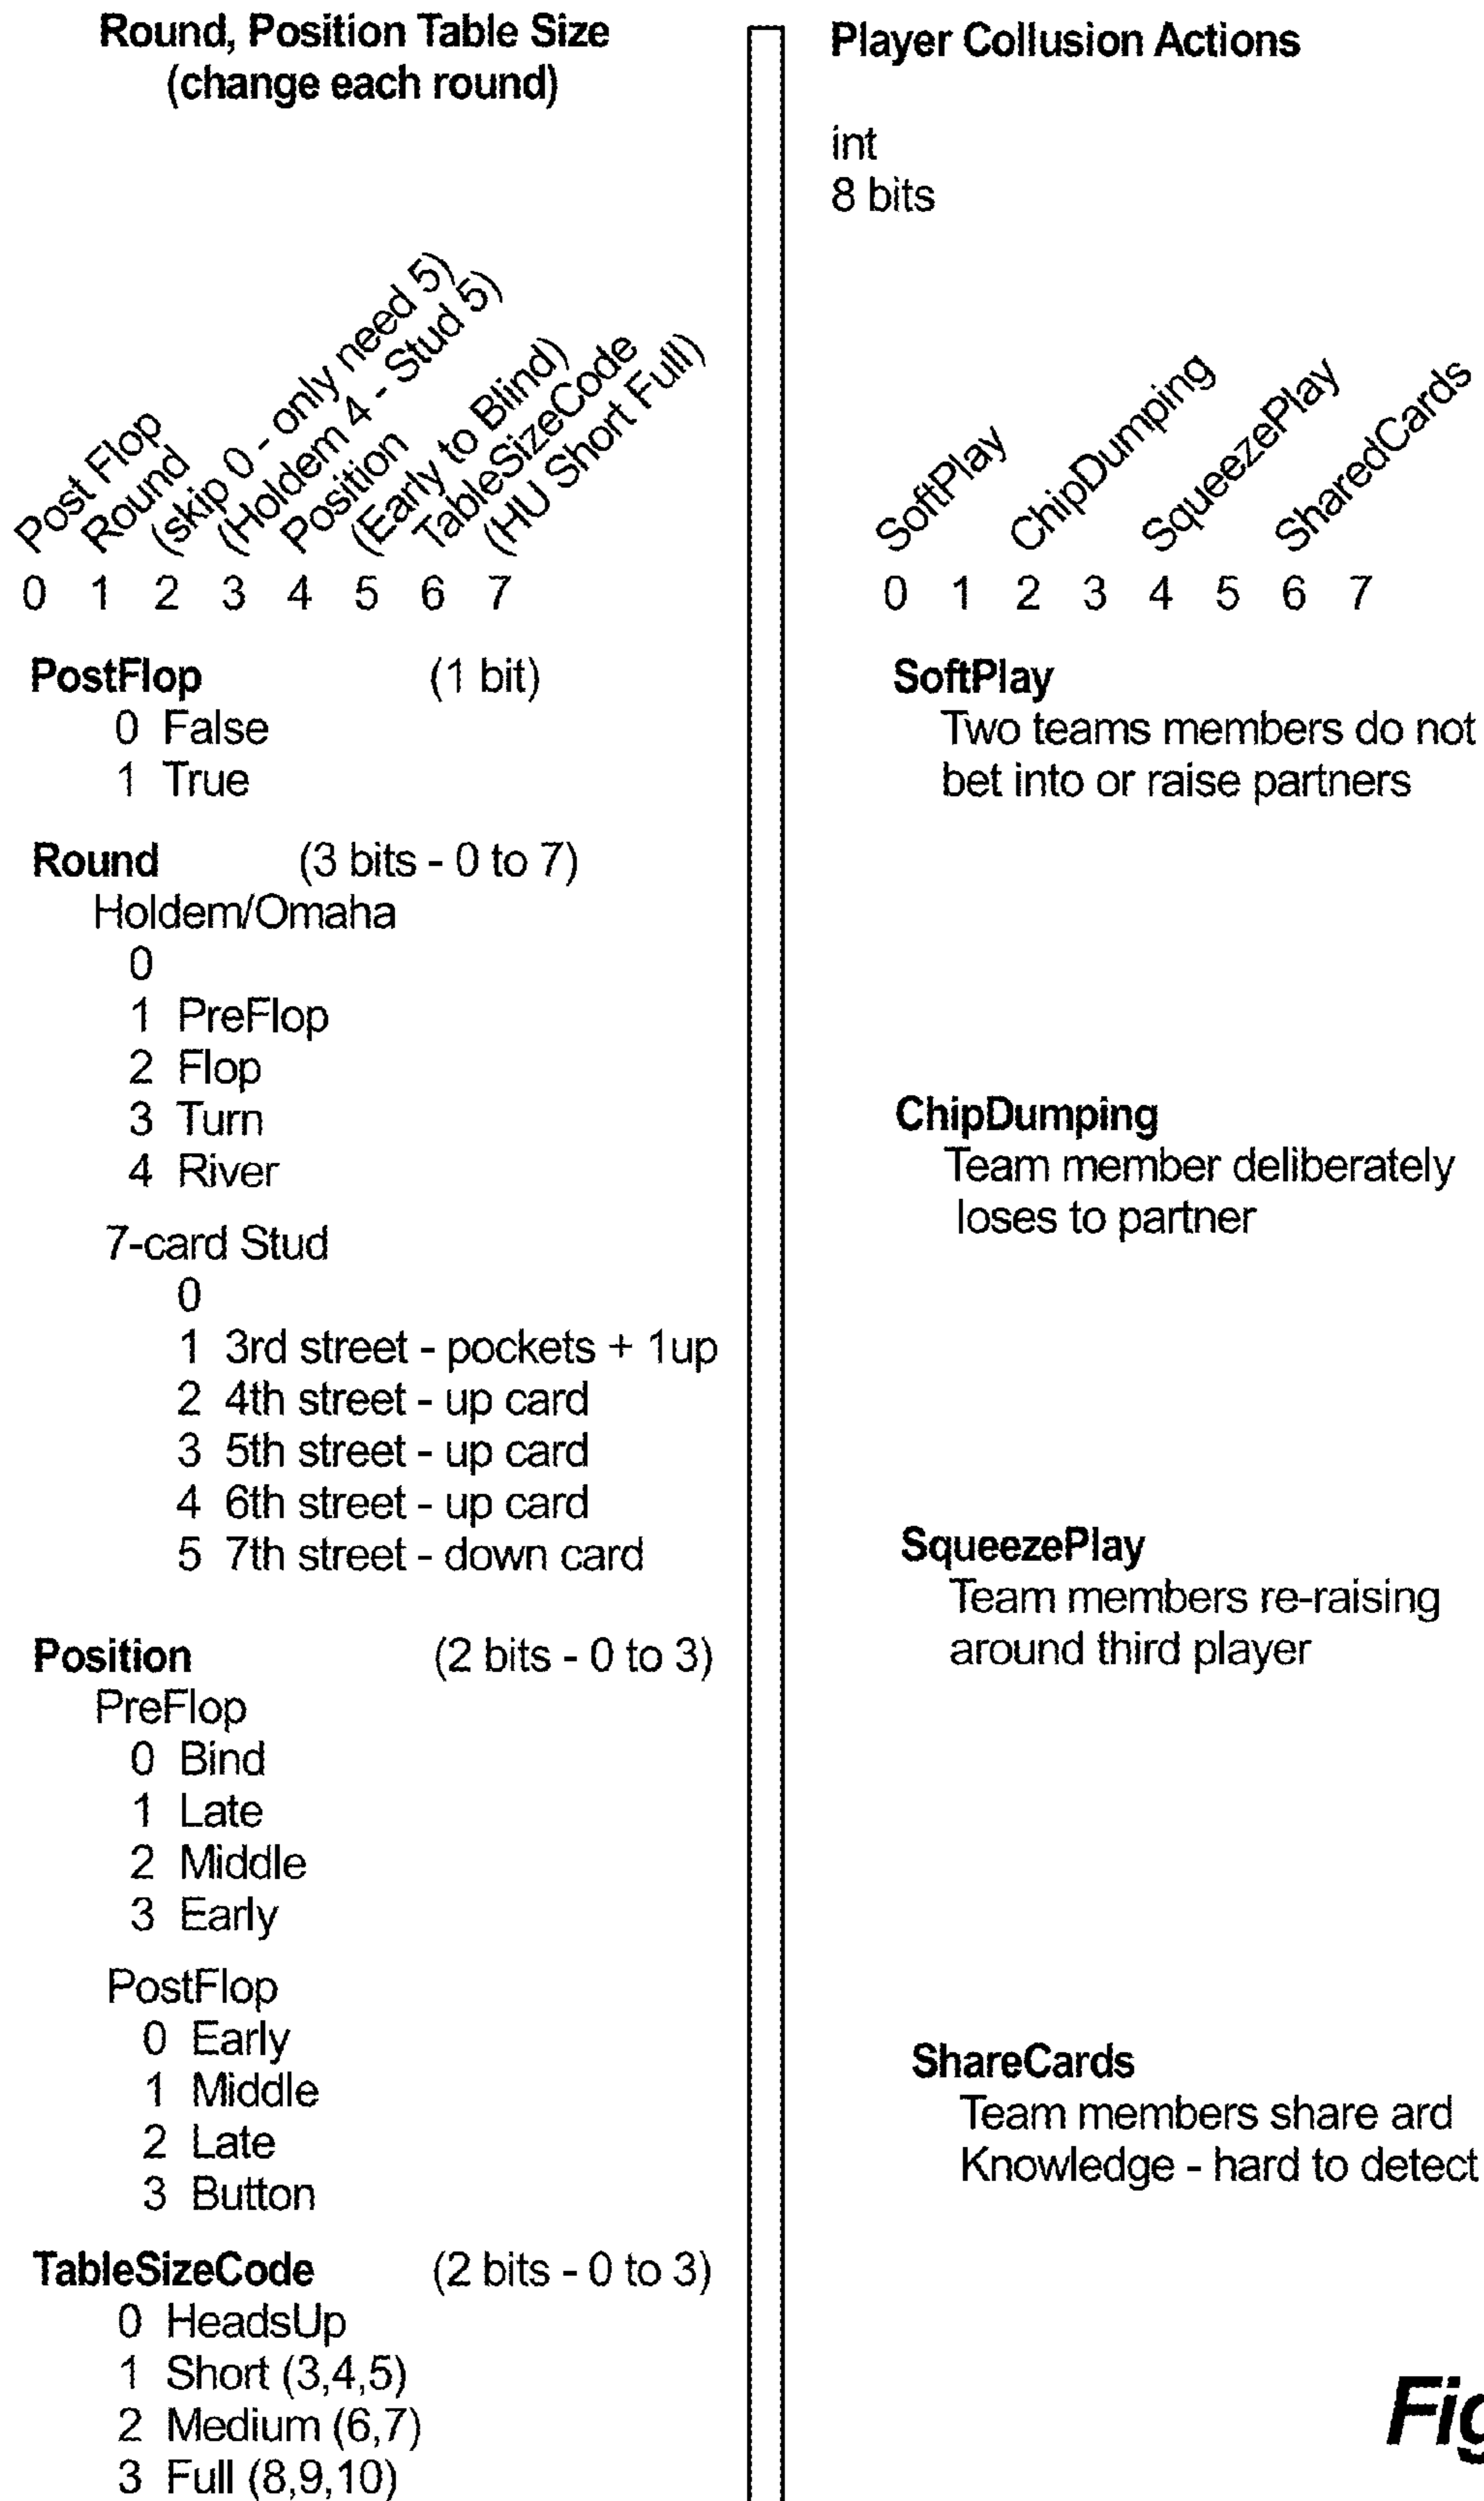 Round, Position Table Size
(change each round)
Post Flop
Round
(skip 0 - only need 5)
(Holdem 4 - Stud 5)
Position
(Early to Blind)
TableSizeCode
(HU Short Full)
0 1 2 3 4 5 6 7
PostFlop (1 bit)
0 False
1 True
Round (3 bits - 0 to 7)
Holdem/Omaha
0
1 PreFlop
2 Flop
3 Turn
4 River
7-card Stud
0
1 3rd street - pockets + 1up
2 4th street - up card
3 5th street - up card
4 6th street - up card
5 7th street - down card
Position (2 bits - 0 to 3)
PreFlop
0 Bind
1 Late
2 Middle
3 Early
PostFlop
0 Early
1 Middle
2 Late
3 Button
TableSizeCode (2 bits - 0 to 3)
0 HeadsUp
1 Short (3,4,5)
2 Medium (6,7)
3 Full (8,9,10)
Player Collusion Actions
int
8 bits
SoftPlay
ChipDumping
SqueezePlay
SharedCards
0 1 2 3 4 5 6 7
SoftPlay
Two teams members do not
bet into or raise partners
ChipDumping
Team member deliberately
loses to partner
SqueezePlay
Team members re-raising
around third player
ShareCards
Team members share ard
Knowledge - hard to detect